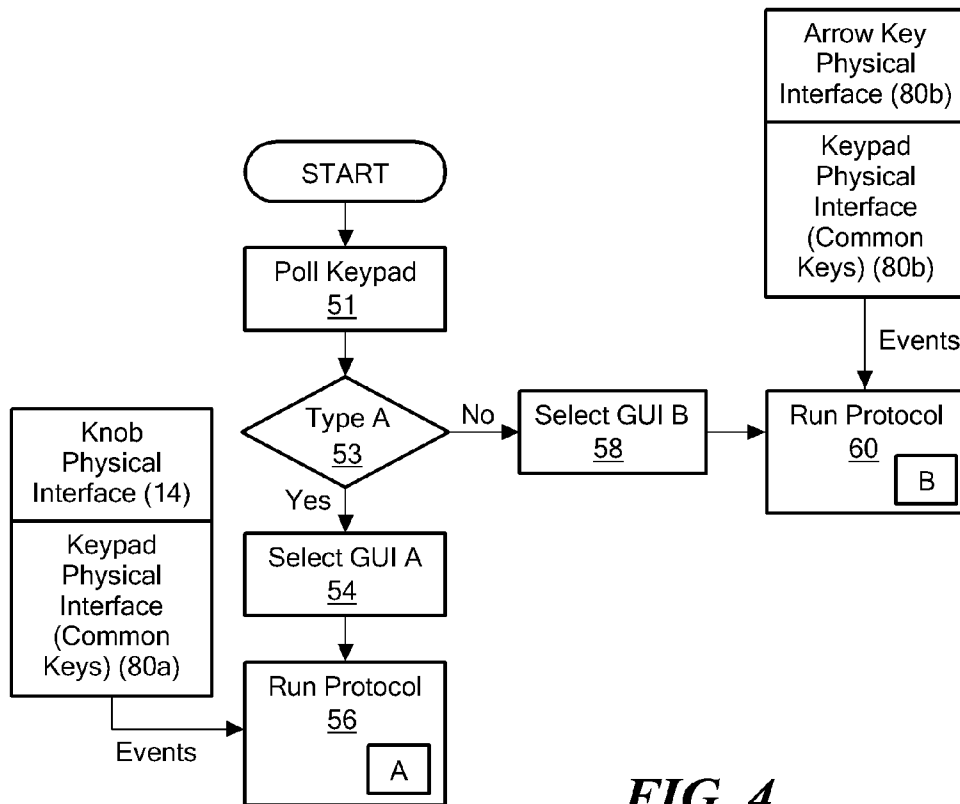 Arrow Key
Physical
Interface (80b)
Keypad
Physical
Interface
(Common
Keys) (80b)
Events
START
Poll Keypad
51
Type A
53
No
Yes
Select GUI B
58
Run Protocol
60
B
Knob
Physical
Interface (14)
Keypad
Physical
Interface
(Common
Keys) (80a)
Events
Select GUI A
54
Run Protocol
56
A
FIG. 4